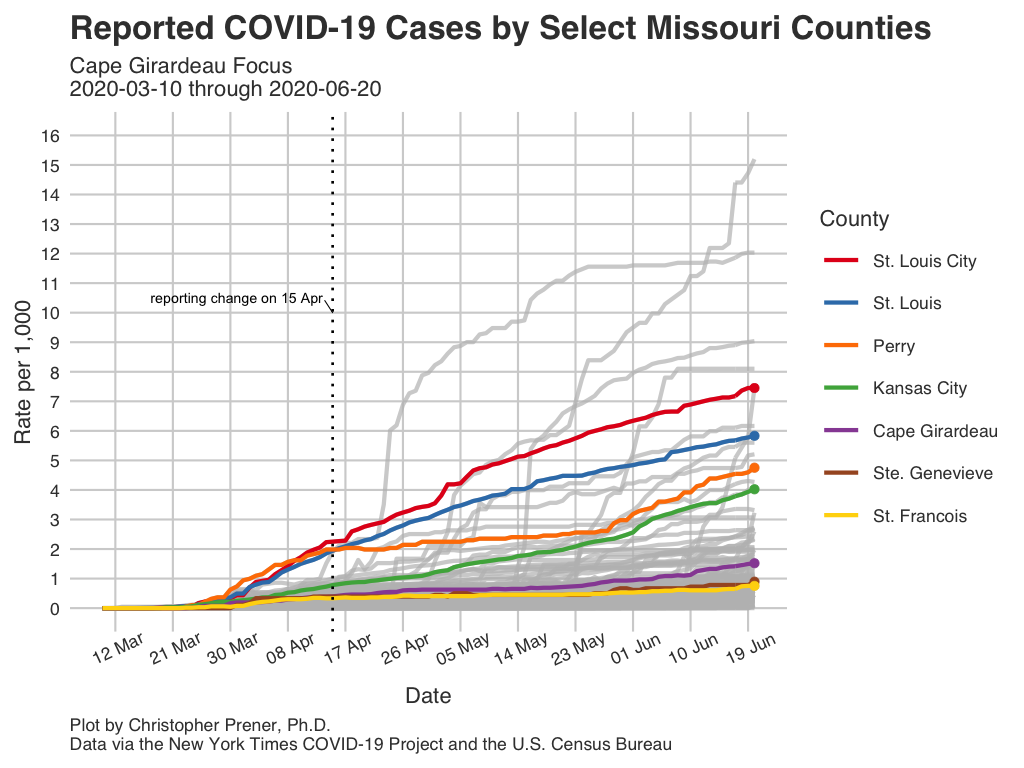 Reported COVID-19 Cases by Select Missouri Counties
Cape Girardeau Focus
2020-03-10 through 2020-06-20
Rate per 1,000
16
15
14
13
12
11
10
9
8
7
6
5
4
3
2
1
0
reporting change on 15 Apr
12 Mar
21 Mar
30 Mar
08 Apr
17 Apr
26 Apr
05 May
14 May
23 May
01 Jun
10 Jun
19 Jun
Date
County
St. Louis City
St. Louis
Perry
Kansas City
Cape Girardeau
Ste. Genevieve
St. Francois
Plot by Christopher Prener, Ph.D.
Data via the New York Times COVID-19 Project and the U.S. Census Bureau